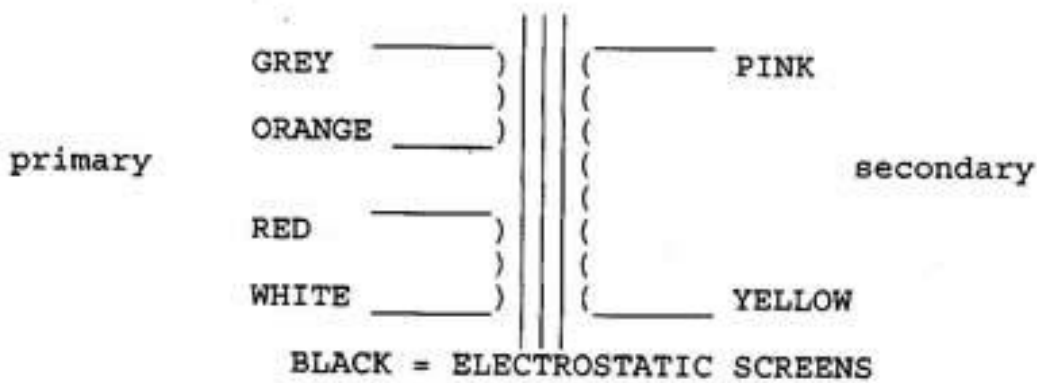 GREY
PINK
ORANGE
primary
secondary
RED
WHITE
YELLOW
BLACK = ELECTROSTATIC SCREENS